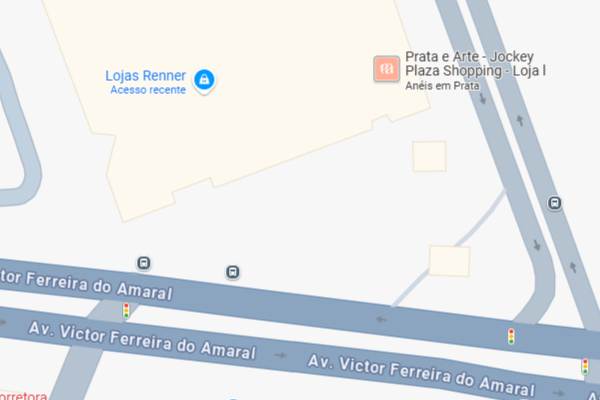 Prata e Arte - Jockey
Plaza Shopping - Loja l
Anéis em Prata
Lojas Renner
Acesso recente
tor Ferreira do Amaral
Av. Victor Ferreira do Amaral
Av. Victor Ferreira do Amaral
orretora